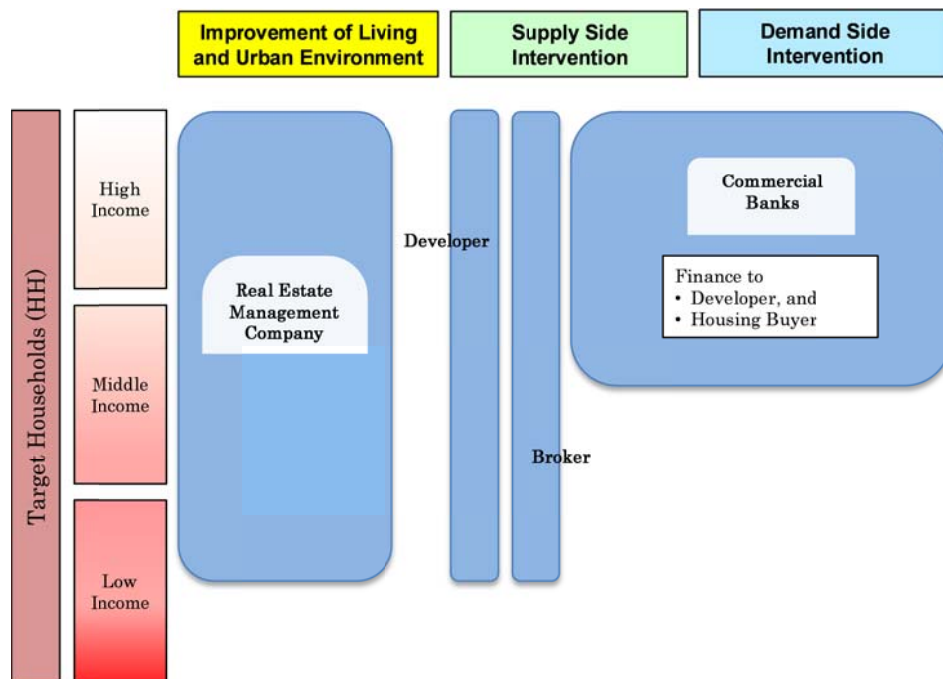 Improvement of Living
and Urban Environment
Supply Side
Intervention
Demand Side
Intervention
Target Households (HH)
High
Income
Middle
Income
Low
Income
Real Estate
Management
Company
Developer
Broker
Commercial
Banks
Finance to
• Developer, and
• Housing Buyer